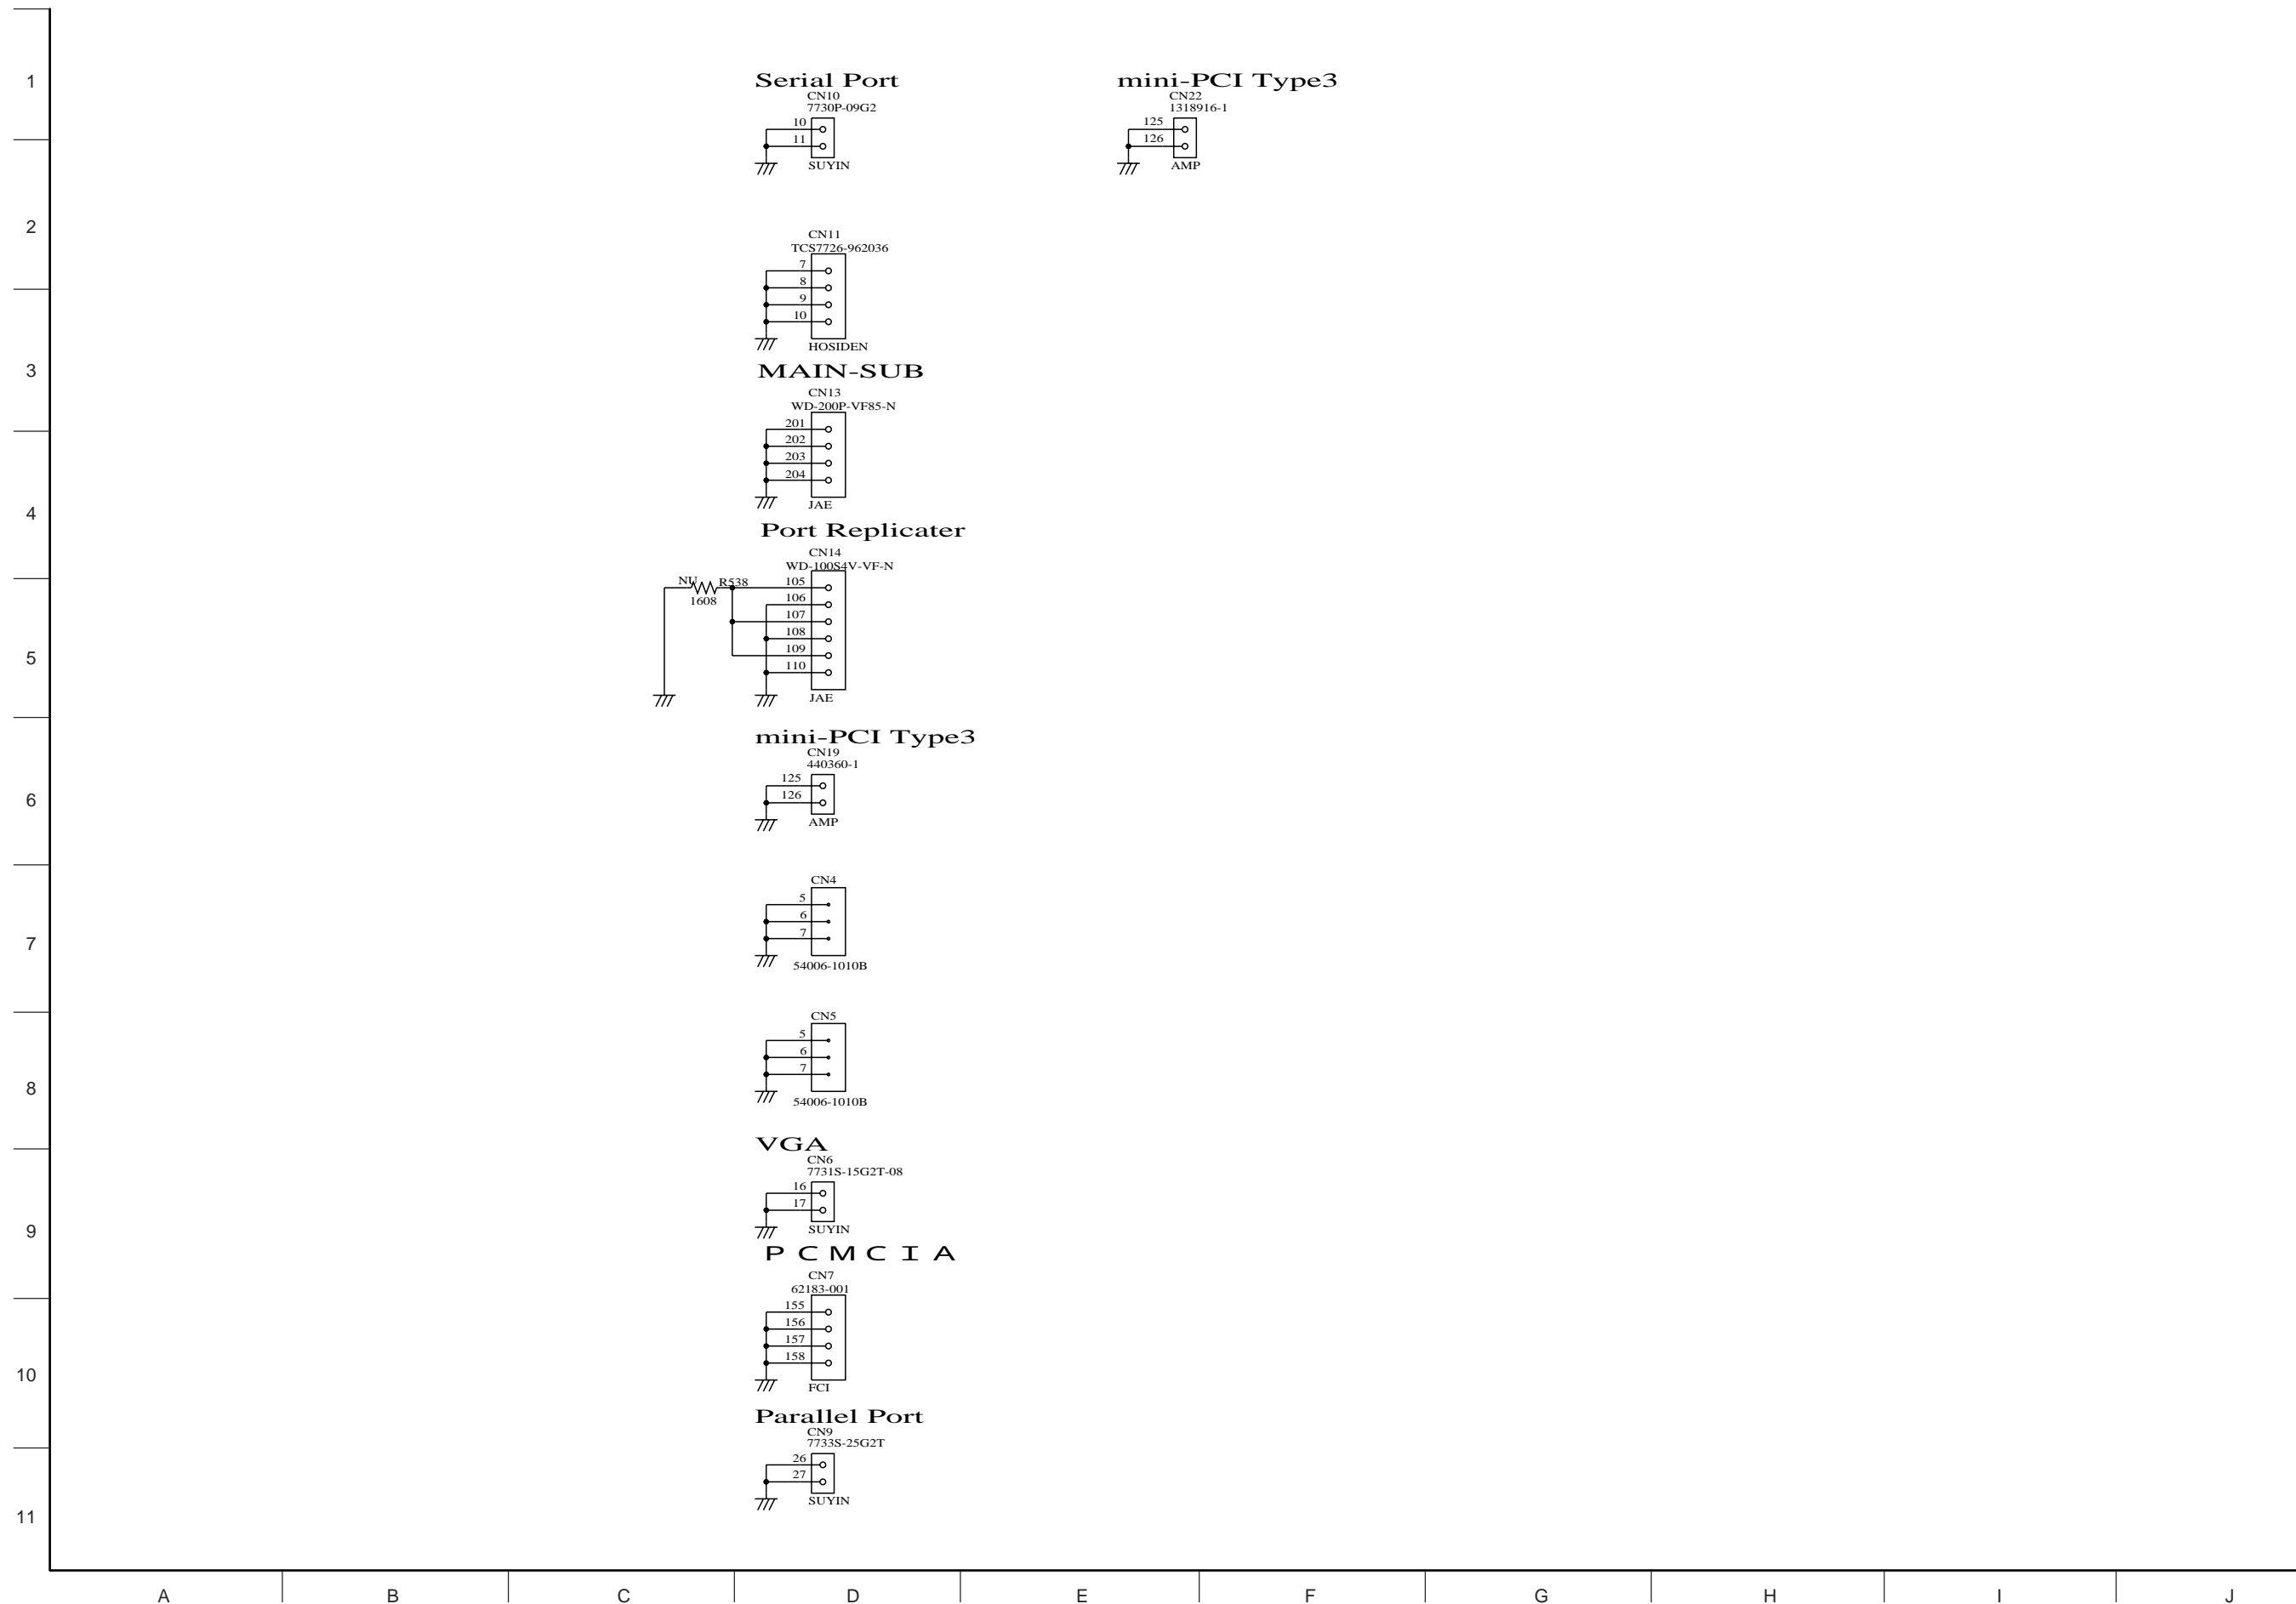 1
Serial Port
CN10
7730P-09G2
10
11
SUYIN
mini-PCI Type3
CN22
1318916-1
125
126
AMP
2
CN11
TCS7726-962036
7
8
9
10
HOSIDEN
3
MAIN-SUB
CN13
WD-200P-VF85-N
201
202
203
204
JAE
4
Port Replicater
CN14
WD-100S4V-VF-N
NU R538
1608
105
106
107
108
109
110
JAE
5
mini-PCI Type3
CN19
440360-1
125
126
AMP
6
CN4
5
6
7
54006-1010B
7
CN5
5
6
7
54006-1010B
8
VGA
CN6
7731S-15G2T-08
16
17
SUYIN
9
PCMCIA
CN7
62183-001
155
156
157
158
FCI
10
Parallel Port
CN9
7733S-25G2T
26
27
SUYIN
11
A B C D E F G H I J